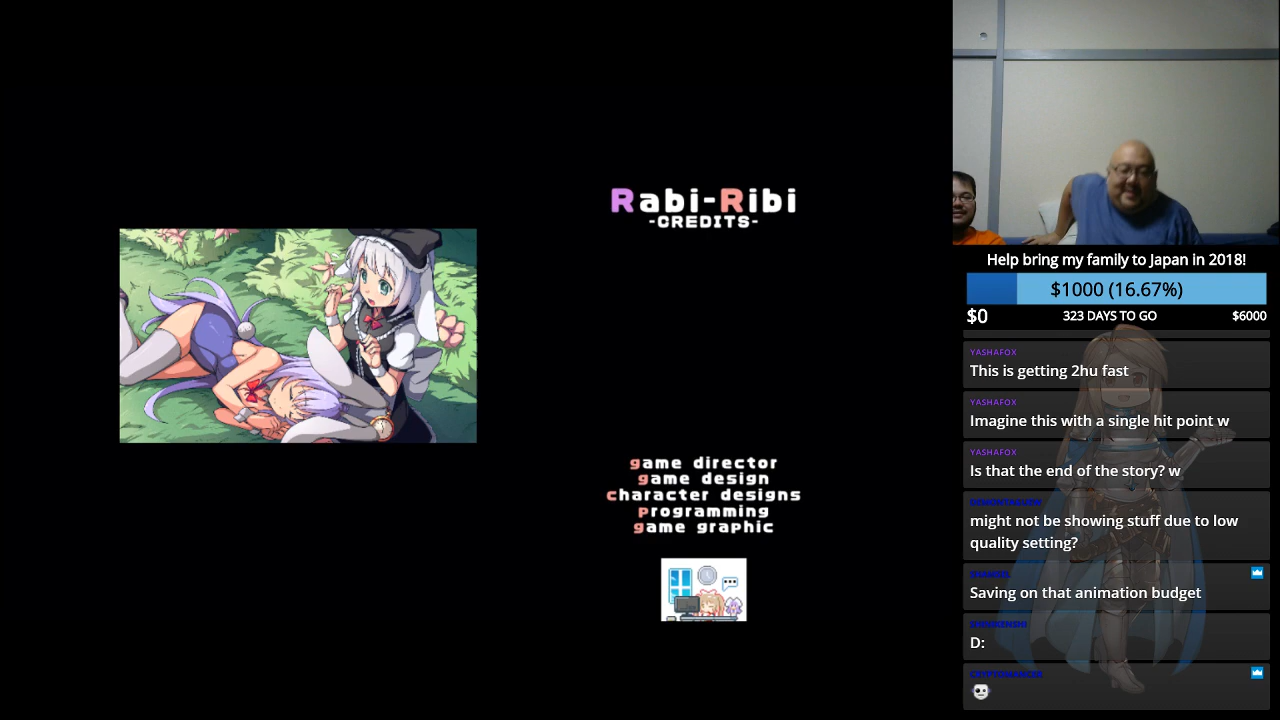 Rabi-Ribi
-CREDITS-
game director
game design
character designs
programming
game graphic
Help bring my family to Japan in 2018!
$1000 (16.67%)
$0
323 DAYS TO GO
$6000
YASHAFOX
This is getting 2hu fast
YASHAFOX
Imagine this with a single hit point w
YASHAFOX
Is that the end of the story? w
might not be showing stuff due to low
quality setting?
Saving on that animation budget
D: